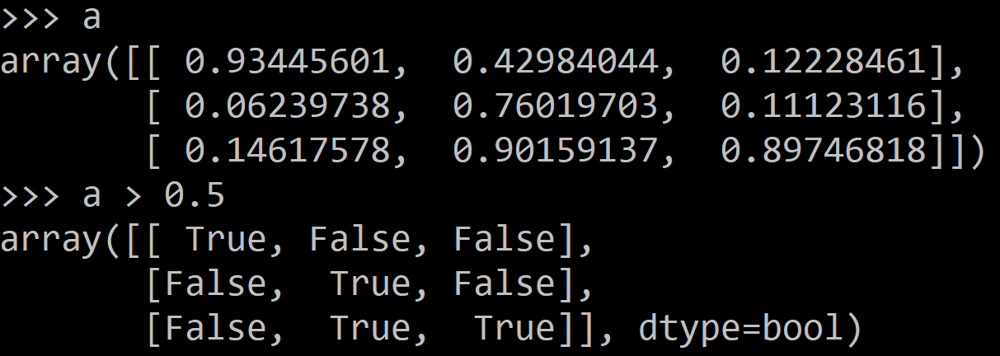 >>> a
array([[ 0.93445601,  0.42984044,  0.12228461],
       [ 0.06239738,  0.76019703,  0.11123116],
       [ 0.14617578,  0.90159137,  0.89746818]])
>>> a > 0.5
array([[ True, False, False],
       [False,  True, False],
       [False,  True,  True]], dtype=bool)